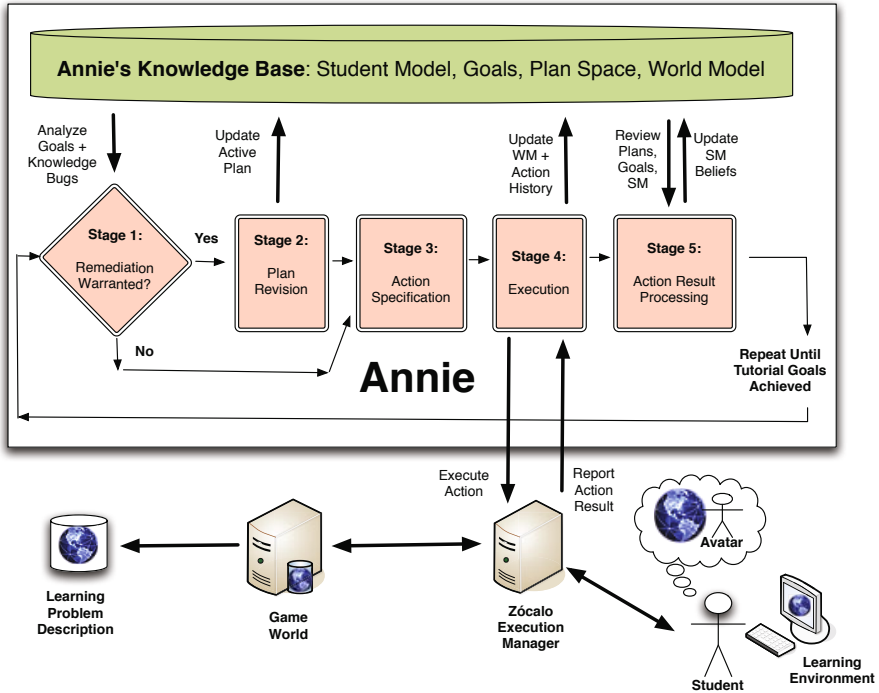 Annie's Knowledge Base: Student Model, Goals, Plan Space, World Model
Analyze
Goals +
Knowledge
Bugs
Update
Active
Plan
Update
WM +
Action
History
Review
Plans,
Goals,
SM
Update
SM
Beliefs
Stage 1:
Remediation
Warranted?
Yes
No
Stage 2:
Plan
Revision
Stage 3:
Action
Specification
Stage 4:
Execution
Stage 5:
Action Result
Processing
Repeat Until
Tutorial Goals
Achieved
Annie
Execute
Action
Report
Action
Result
Avatar
Learning
Problem
Description
Game
World
Zócalo
Execution
Manager
Student
Learning
Environment